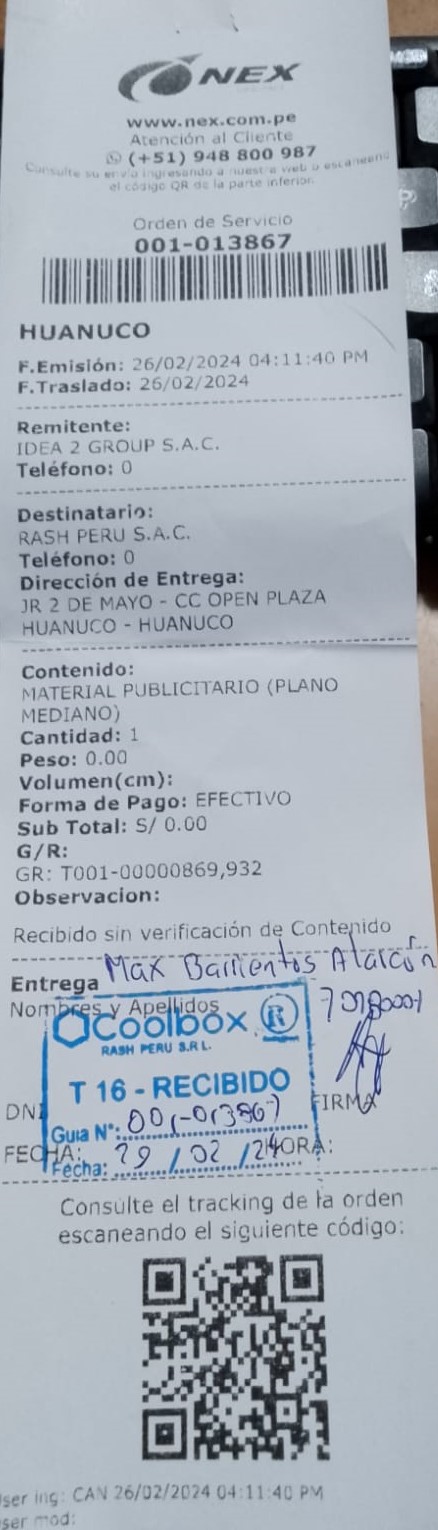 NEX
www.nex.com.pe
Atención al Cliente
(+51) 948 800 987
Consulte su envía ingresando a nuestra web o escaneend
el código QR de la parte inferior.
Orden de Servicio
001-013867
HUANUCO
F.Emisión: 26/02/2024 04:11:40 PM
F.Traslado: 26/02/2024
Remitente:
IDEA 2 GROUP S.A.C.
Teléfono: 0
Destinatario:
RASH PERU S.A.C.
Teléfono: 0
Dirección de Entrega:
JR 2 DE MAYO - CC OPEN PLAZA
HUANUCO - HUANUCO
Contenido:
MATERIAL PUBLICITARIO (PLANO
MEDIANO)
Cantidad: 1
Peso: 0.00
Volumen(cm):
Forma de Pago: EFECTIVO
Sub Total: S/ 0.00
G/R:
GR: T001-00000869,932
Observacion:
Recibido sin verificación de Contenido
Entrega Max Barrientos Alarcón
Nombres y Apellidos
Coolbox ®
RASH PERU S.R.L.
T 16 - RECIBIDO
DNI
Guia N°: 001-013867 FIRMA
FECHA: HORA:
Fecha: 29/02/24
Consulte el tracking de la orden
escaneando el siguiente código:
ser ing: CAN 26/02/2024 04:11:40 PM
ser mod: